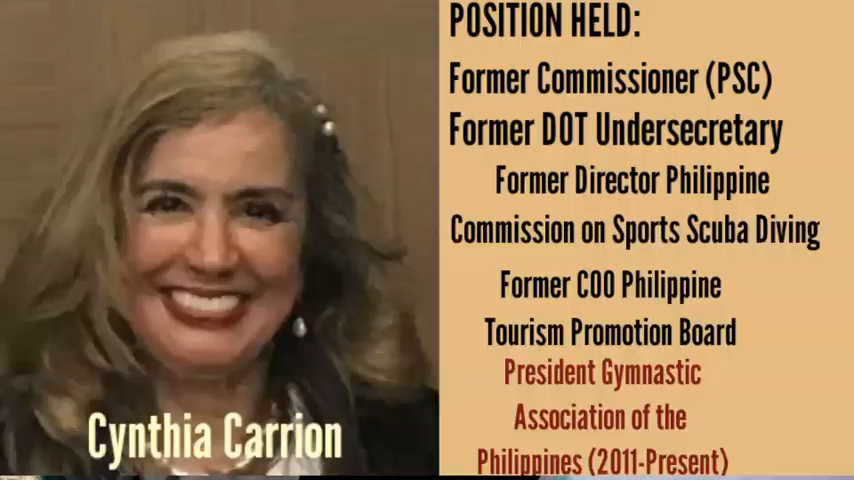 POSITION HELD:
Former Commissioner (PSC)
Former DOT Undersecretary
Former Director Philippine
Commission on Sports Scuba Diving
Former COO Philippine
Tourism Promotion Board
President Gymnastic
Association of the
Philippines (2011-Present)
Cynthia Carrion